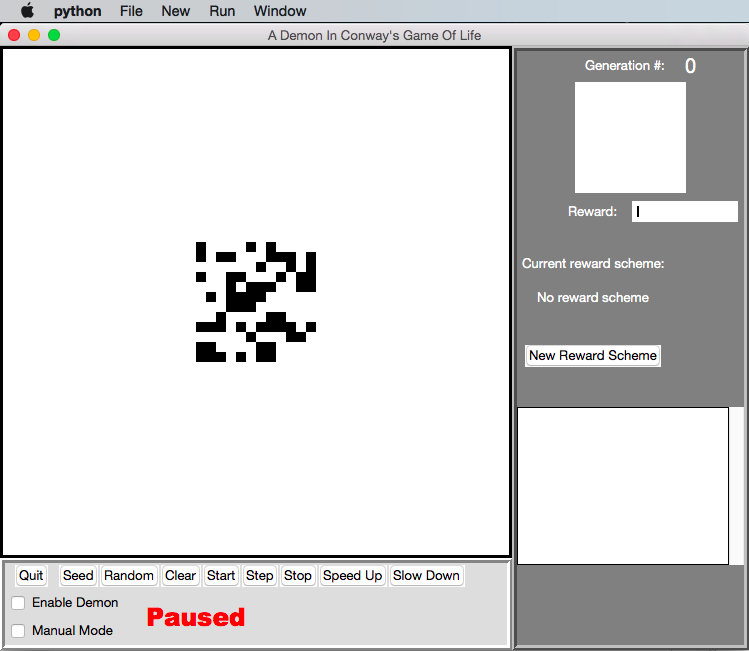 python File New Run Window
A Demon In Conway's Game Of Life
Generation #: 0
Reward:
Current reward scheme:
No reward scheme
New Reward Scheme
Quit Seed Random Clear Start Step Stop Speed Up Slow Down
Enable Demon
Paused
Manual Mode